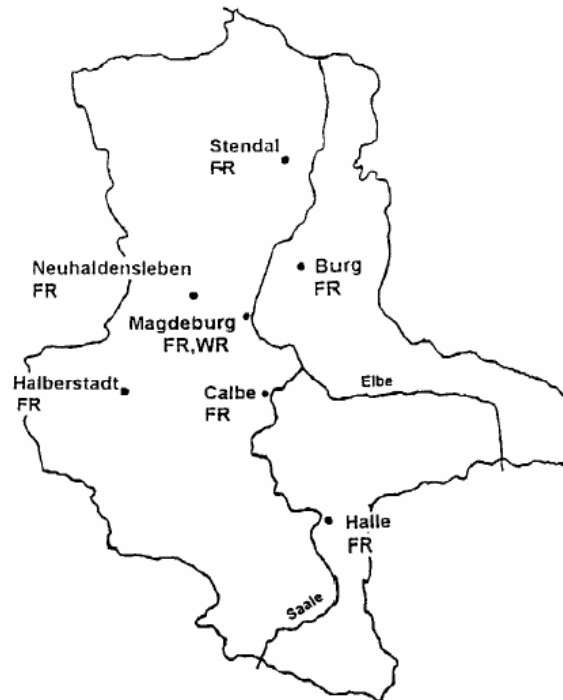 Stendal
FR
Neuhaldensleben
FR
Burg
FR
Magdeburg
FR,WR
Halberstadt
FR
Calbe
FR
Elbe
Halle
FR
Saale